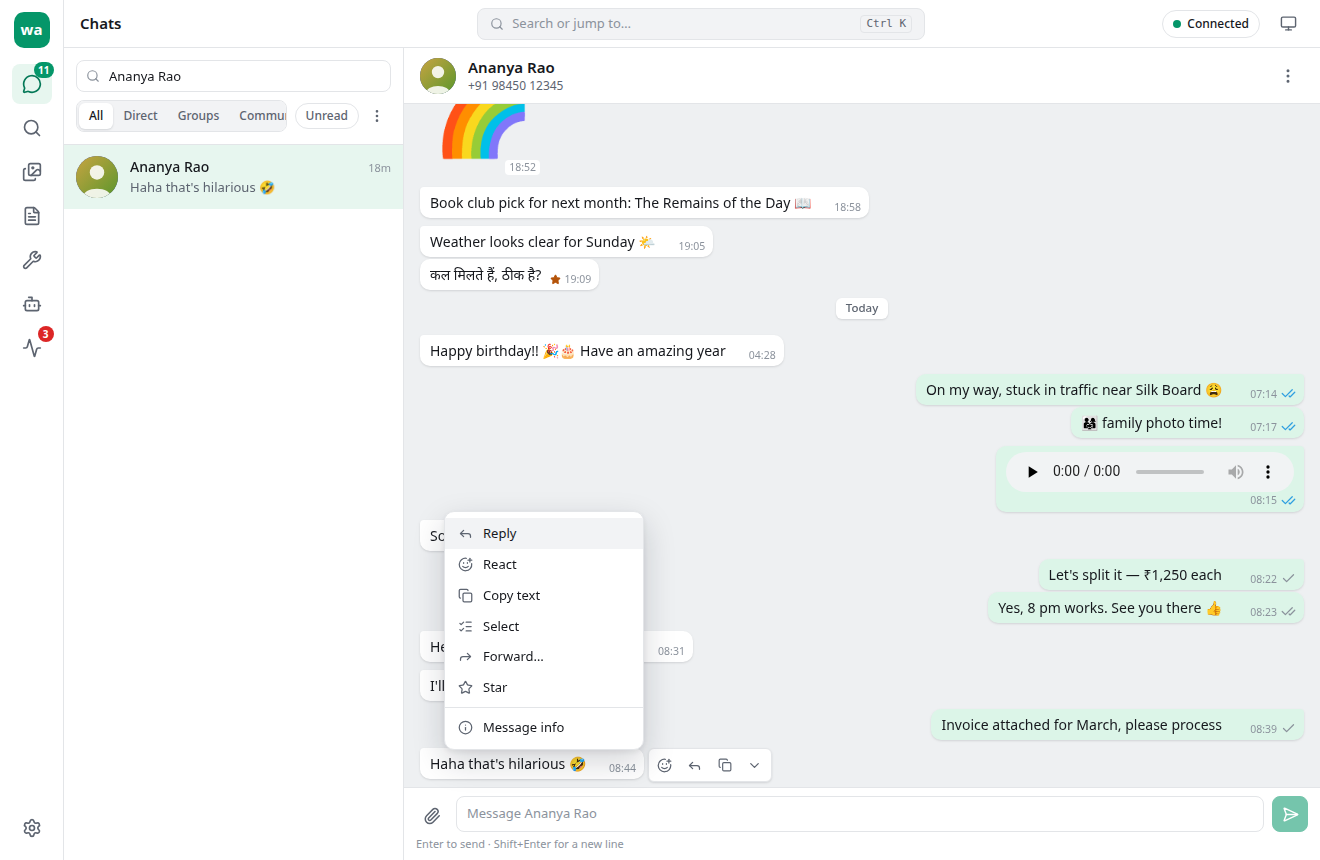 wa
Chats
Search or jump to...
Ctrl K
Connected
11
3
Ananya Rao
All
Direct
Groups
Unread
Ananya Rao
18m
Haha that's hilarious 🤣
Ananya Rao
+91 98450 12345
18:52
Book club pick for next month: The Remains of the Day 📖 18:58
Weather looks clear for Sunday 🌤️ 19:05
कल मिलते हैं, ठीक है? 19:09
Today
Happy birthday!! 🎉🎂 Have an amazing year 04:28
On my way, stuck in traffic near Silk Board 😩 07:14
👨‍👩‍👧 family photo time! 07:17
0:00 / 0:00
08:15
Reply
React
Copy text
Select
Forward...
Star
Message info
Let's split it — ₹1,250 each 08:22
Yes, 8 pm works. See you there 👍 08:23
08:31
I'll
Invoice attached for March, please process 08:39
Haha that's hilarious 🤣 08:44
Message Ananya Rao
Enter to send · Shift+Enter for a new line